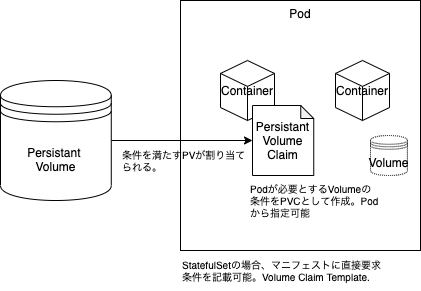 Pod
Container
Container
Persistant
Volume
Persistant
Volume
Claim
条件を満たすPVが割り当て
られる。
Volume
Podが必要とするVolumeの
条件をPVCとして作成。Pod
から指定可能
StatefulSetの場合、マニフェストに直接要求
条件を記載可能。Volume Claim Template.